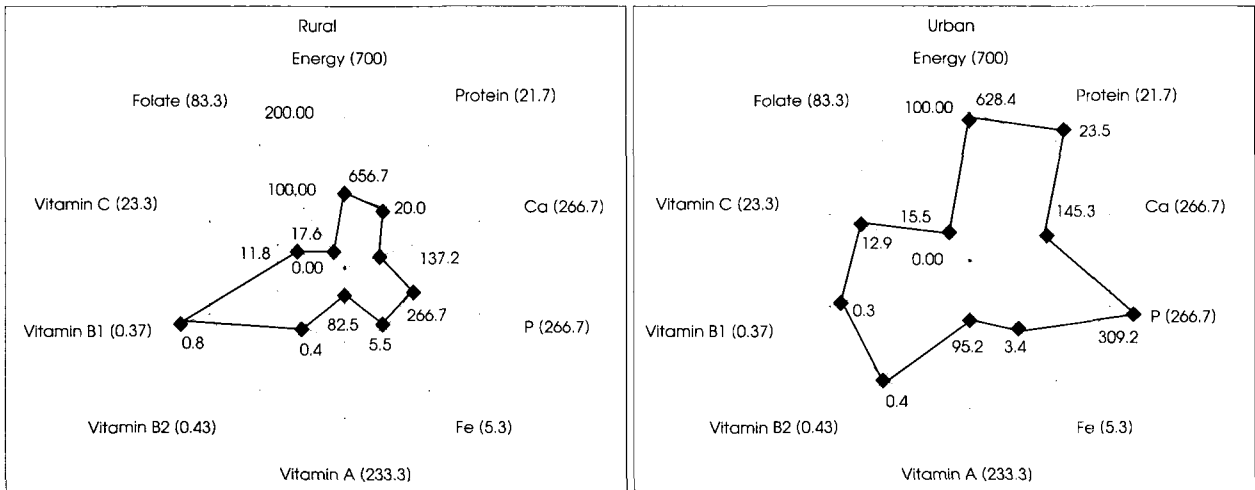 Rural
Energy (700)
Folate (83.3)
Protein (21.7)
200.00
656.7
100.00
Vitamin C (23.3)
20.0
Ca (266.7)
17.6
11.8
0.00
137.2
266.7
Vitamin B1 (0.37)
82.5
P (266.7)
0.8
0.4
5.5
Vitamin B2 (0.43)
Fe (5.3)
Vitamin A (233.3)
Urban
Energy (700)
Folate (83.3)
100.00
628.4
Protein (21.7)
23.5
Vitamin C (23.3)
15.5
145.3
Ca (266.7)
12.9
0.00
Vitamin B1 (0.37)
0.3
95.2
3.4
309.2
P (266.7)
0.4
Vitamin B2 (0.43)
Fe (5.3)
Vitamin A (233.3)